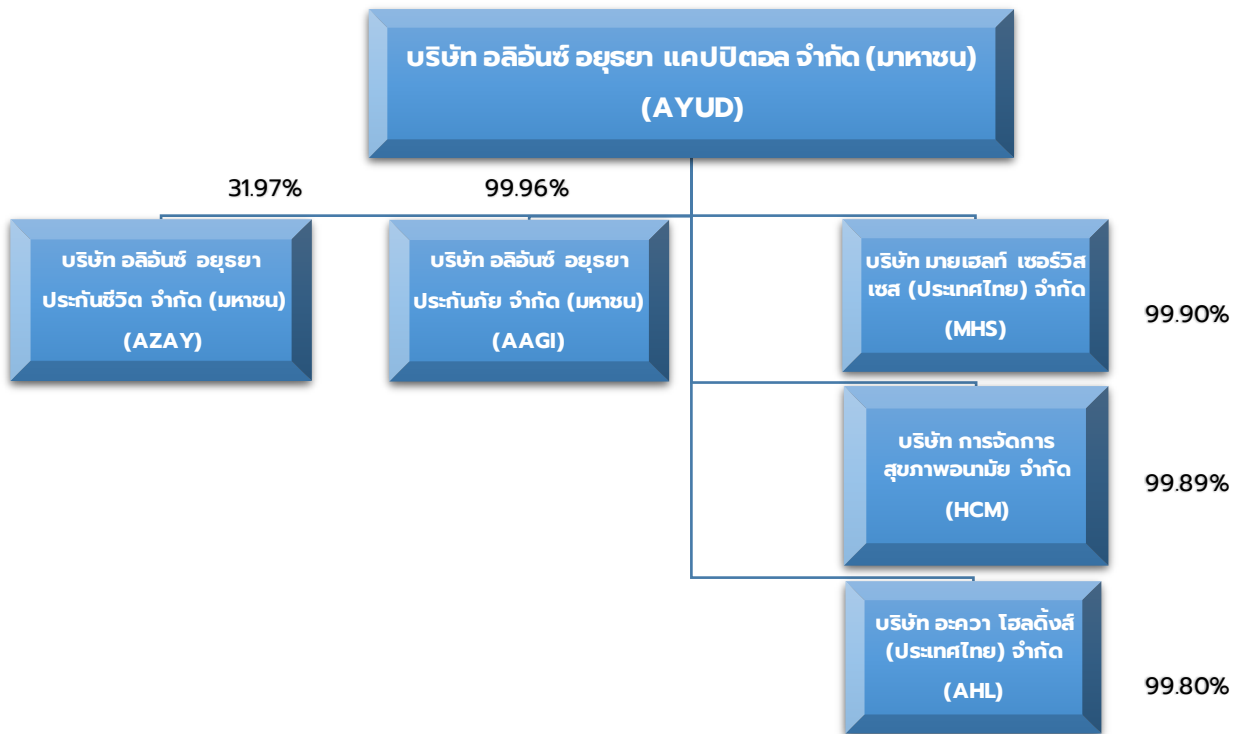 บริษัท อลิอันซ์ อยุธยา แคปปิตอล จำกัด (มาหาชน)
(AYUD)
31.97%
99.96%
บริษัท อลิอันซ์ อยุธยา
ประกันชีวิต จำกัด (มหาชน)
(AZAY)
บริษัท อลิอันซ์ อยุธยา
ประกันภัย จำกัด (มหาชน)
(AAGI)
บริษัท มายเฮลท์ เซอร์วิส
เซส (ประเทศไทย) จำกัด
(MHS)
99.90%
บริษัท การจัดการ
สุขภาพอนามัย จำกัด
(HCM)
99.89%
บริษัท อะควา โฮลดิ้งส์
(ประเทศไทย) จำกัด
(AHL)
99.80%